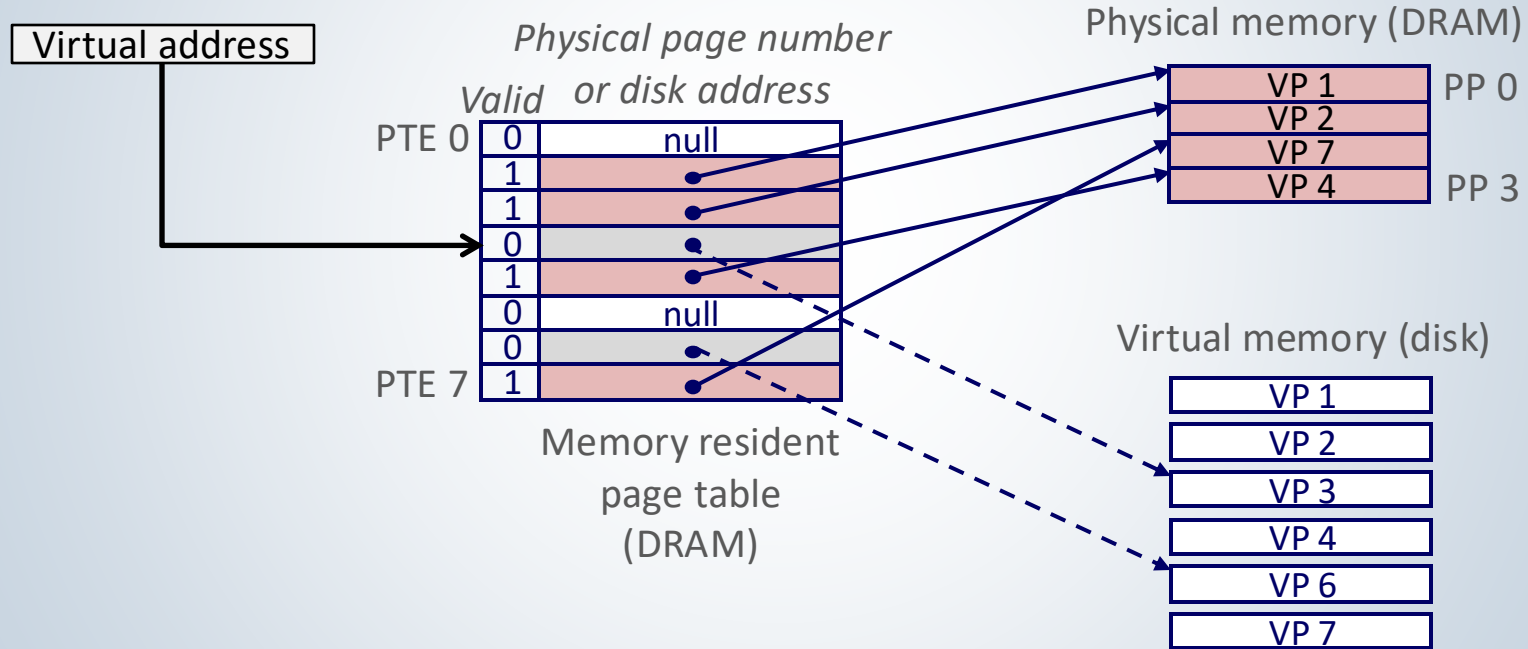 Virtual address
Physical page number
or disk address
Valid
PTE 0
0
null
1
1
0
1
0
null
0
PTE 7
1
Memory resident
page table
(DRAM)
Physical memory (DRAM)
VP 1
PP 0
VP 2
VP 7
VP 4
PP 3
Virtual memory (disk)
VP 1
VP 2
VP 3
VP 4
VP 6
VP 7